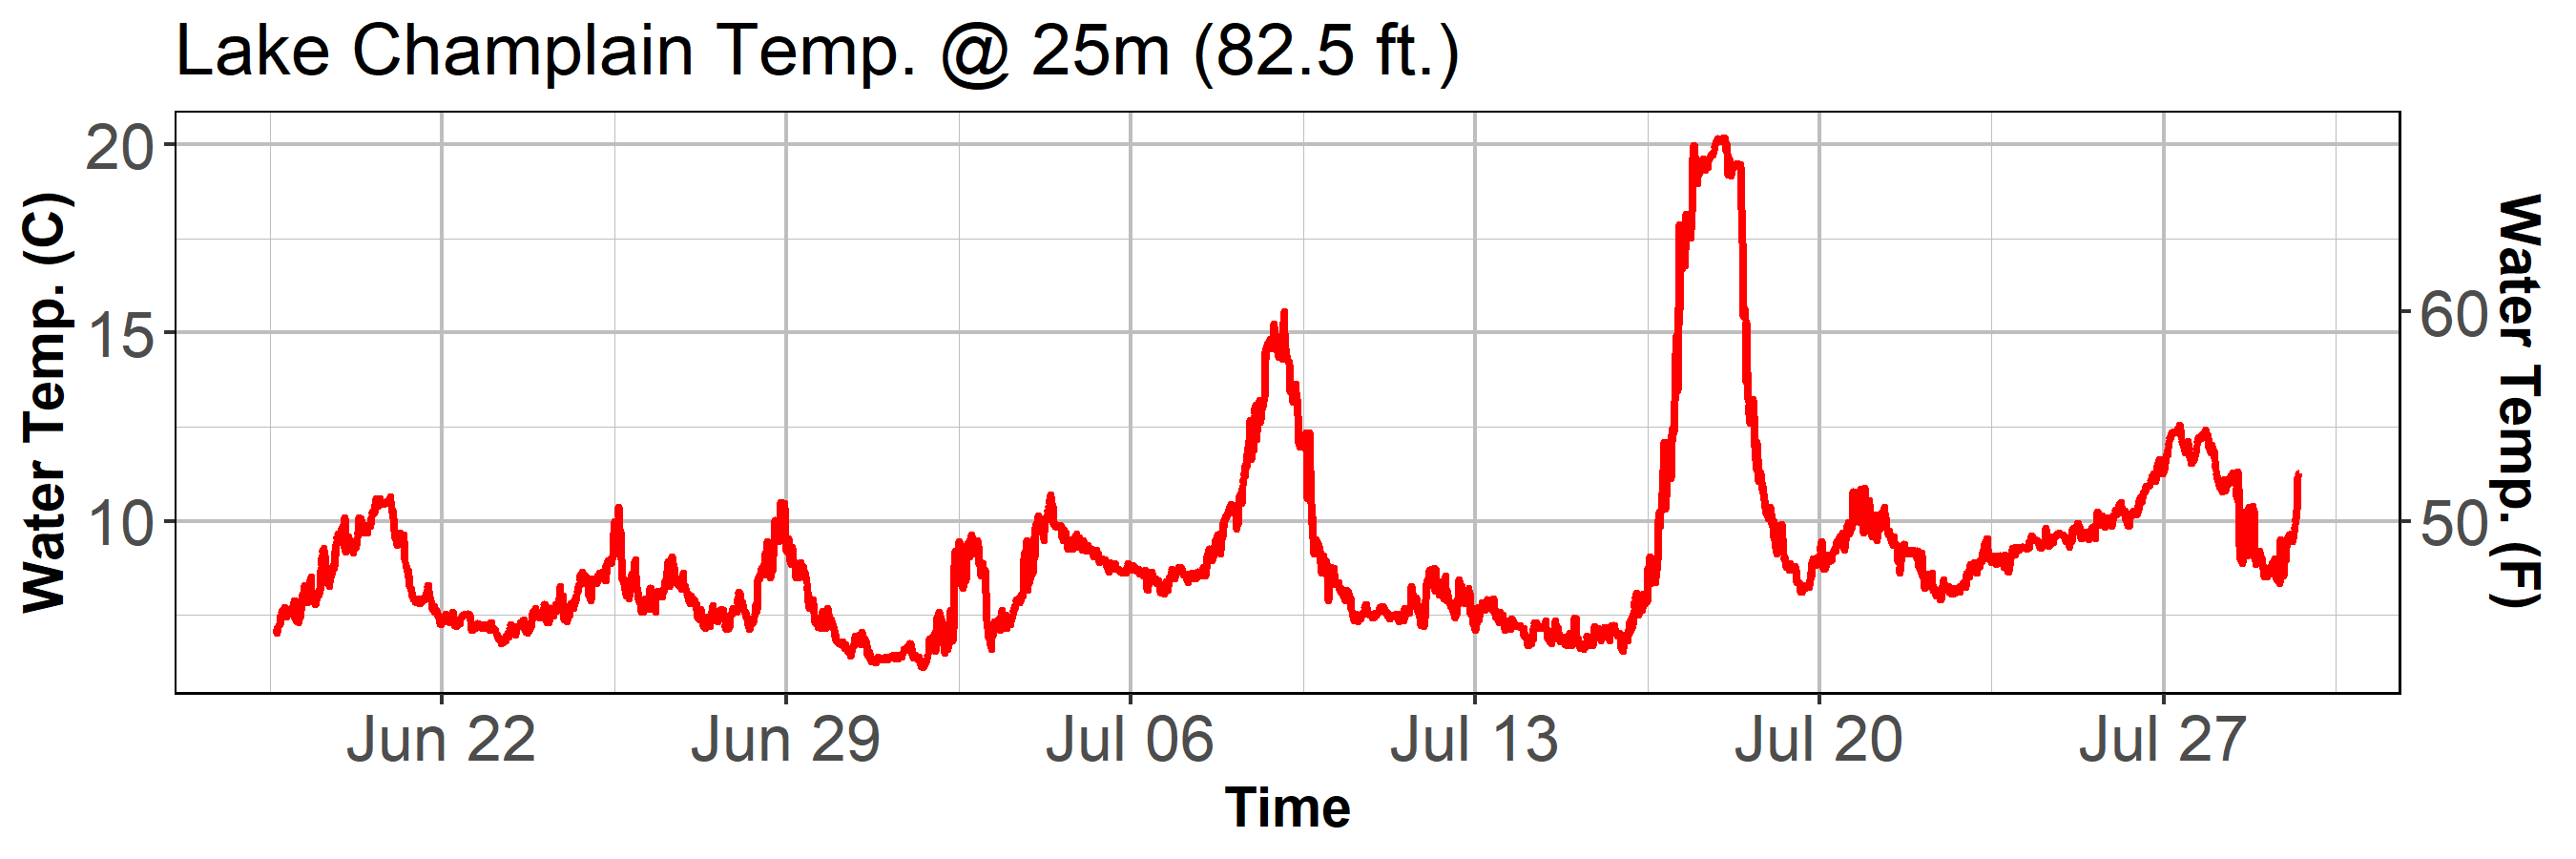 Lake Champlain Temp. @ 25m (82.5 ft.)
Water Temp. (C)
20
15
10
60
50
Water Temp. (F)
Jun 22 Jun 29 Jul 06 Jul 13 Jul 20 Jul 27
Time